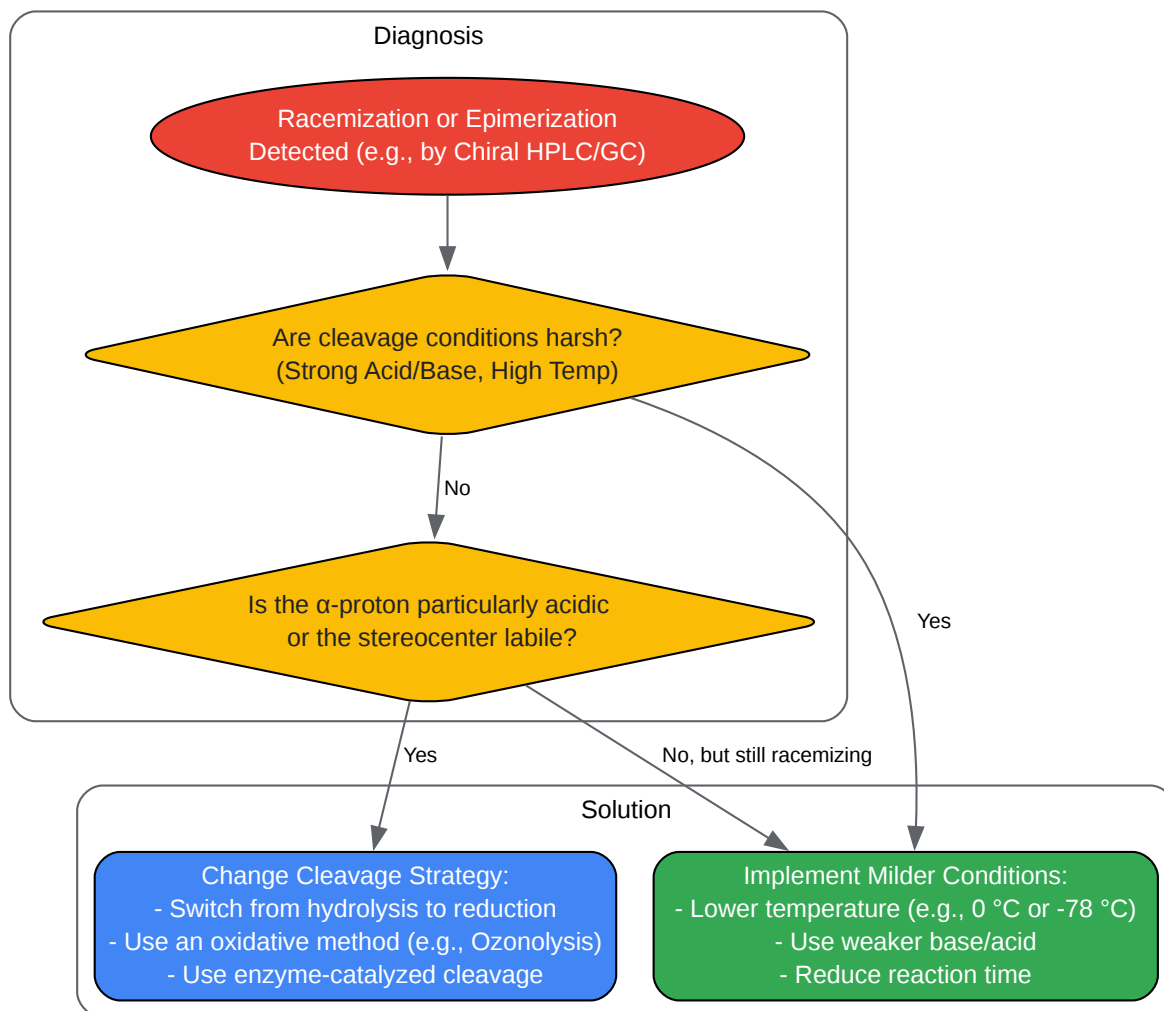 Diagnosis
Racemization or Epimerization
Detected (e.g., by Chiral HPLC/GC)
Are cleavage conditions harsh?
(Strong Acid/Base, High Temp)
No
Yes
Is the α-proton particularly acidic
or the stereocenter labile?
Yes
No, but still racemizing
Solution
Change Cleavage Strategy:
- Switch from hydrolysis to reduction
- Use an oxidative method (e.g., Ozonolysis)
- Use enzyme-catalyzed cleavage
Implement Milder Conditions:
- Lower temperature (e.g., 0 °C or -78 °C)
- Use weaker base/acid
- Reduce reaction time